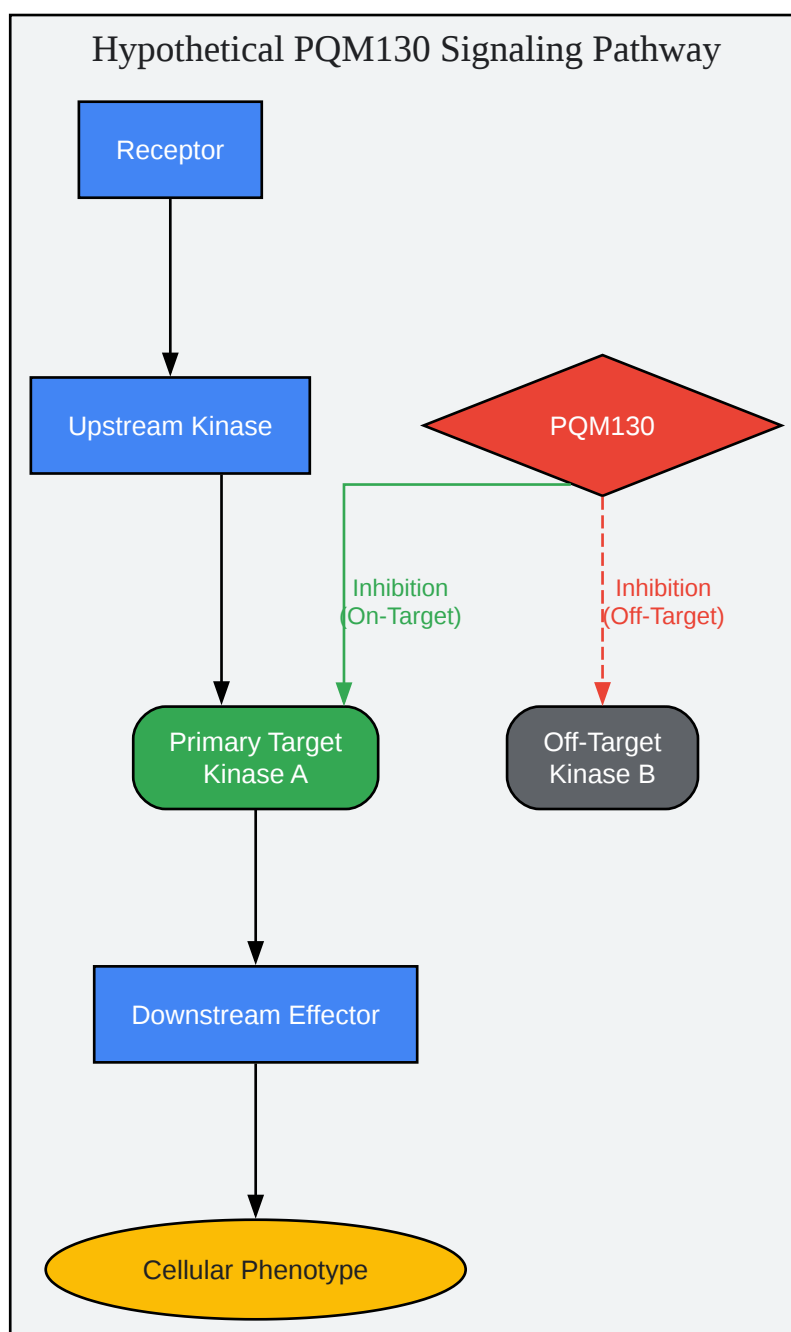 Hypothetical PQM130 Signaling Pathway
Receptor
Upstream Kinase
PQM130
Inhibition
(On-Target)
Inhibition
(Off-Target)
Primary Target
Kinase A
Off-Target
Kinase B
Downstream Effector
Cellular Phenotype